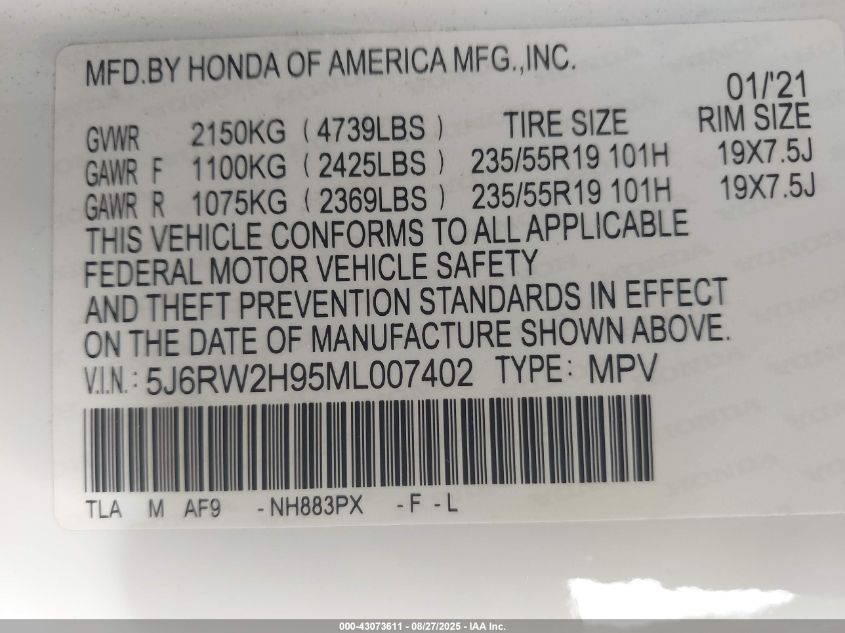 MFD.BY HONDA OF AMERICA MFG.,INC.
01/'21
GVWR 2150KG ( 4739LBS ) TIRE SIZE RIM SIZE
GAWR F 1100KG ( 2425LBS ) 235/55R19 101H 19X7.5J
GAWR R 1075KG ( 2369LBS ) 235/55R19 101H 19X7.5J
THIS VEHICLE CONFORMS TO ALL APPLICABLE
FEDERAL MOTOR VEHICLE SAFETY
AND THEFT PREVENTION STANDARDS IN EFFECT
ON THE DATE OF MANUFACTURE SHOWN ABOVE.
V.I.N.: 5J6RW2H95ML007402 TYPE: MPV
TLA M AF9 -NH883PX -F -L
000-43073611 - 08/27/2025 - IAA Inc.